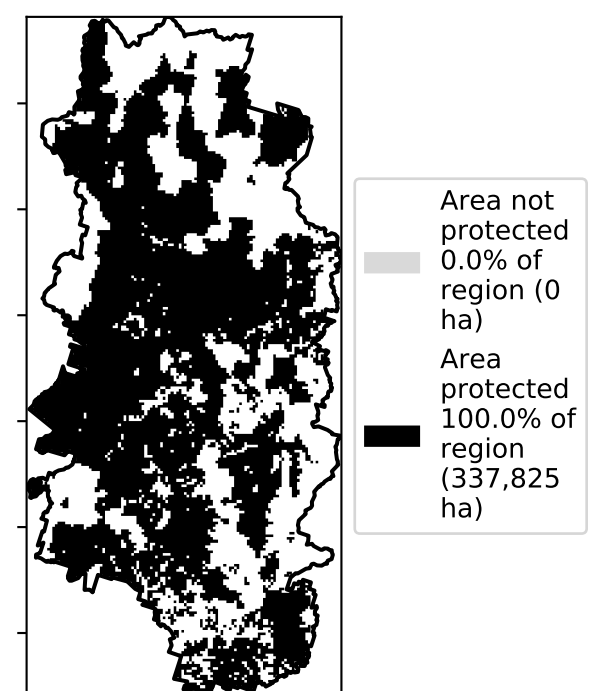 Area not
protected
0.0% of
region (0
ha)
Area
protected
100.0% of
region
(337,825
ha)